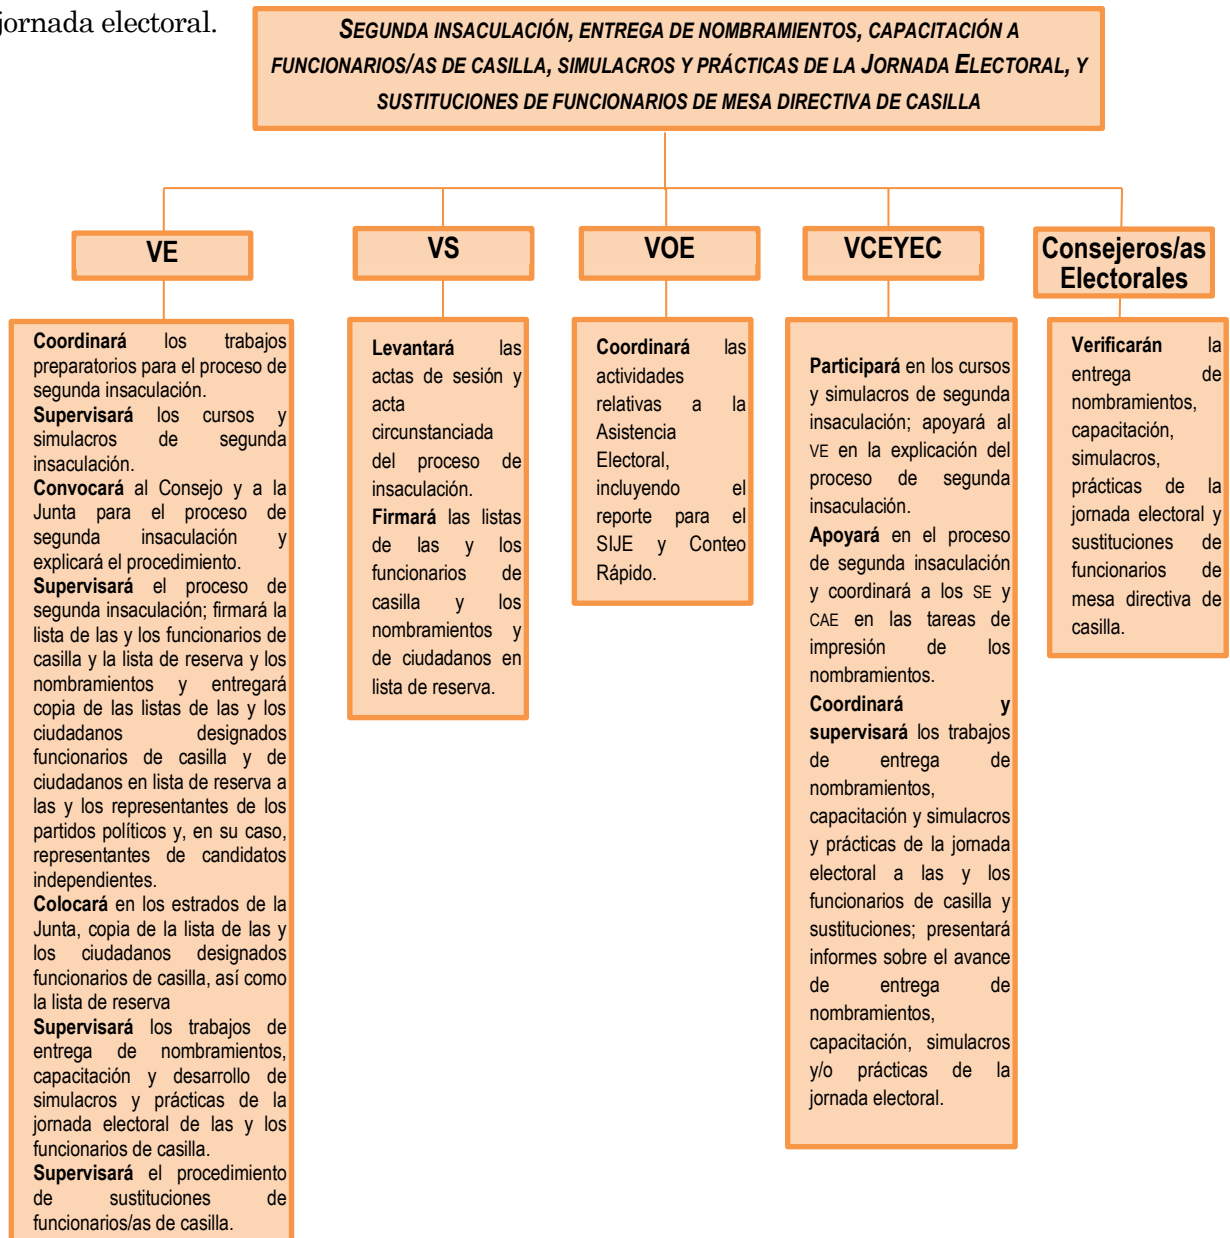 jornada electoral.
SEGUNDA INSACULACIÓN, ENTREGA DE NOMBRAMIENTOS, CAPACITACIÓN A
FUNCIONARIOS/AS DE CASILLA, SIMULACROS Y PRÁCTICAS DE LA JORNADA ELECTORAL, Y
SUSTITUCIONES DE FUNCIONARIOS DE MESA DIRECTIVA DE CASILLA
VE
Coordinará los trabajos
preparatorios para el proceso de
segunda insaculación.
Supervisará los cursos y
simulacros de segunda
insaculación.
Convocará al Consejo y a la
Junta para el proceso de
segunda insaculación y
explicará el procedimiento.
Supervisará el proceso de
segunda insaculación; firmará la
lista de las y los funcionarios de
casilla y la lista de reserva y los
nombramientos y entregará
copia de las listas de las y los
ciudadanos designados
funcionarios de casilla y de
ciudadanos en lista de reserva a
las y los representantes de los
partidos políticos y, en su caso,
representantes de candidatos
independientes.
Colocará en los estrados de la
Junta, copia de la lista de las y
los ciudadanos designados
funcionarios de casilla, así como
la lista de reserva
Supervisará los trabajos de
entrega de nombramientos,
capacitación y desarrollo de
simulacros y prácticas de la
jornada electoral de las y los
funcionarios de casilla.
Supervisará el procedimiento
de sustituciones de
funcionarios/as de casilla.
VS
Levantará las
actas de sesión y
acta
circunstanciada
del proceso de
insaculación.
Firmará las listas
de las y los
funcionarios de
casilla y los
nombramientos y
de ciudadanos en
lista de reserva.
VOE
Coordinará las
actividades
relativas a la
Asistencia
Electoral,
incluyendo el
reporte para el
SIJE y Conteo
Rápido.
VCEYEC
Participará en los cursos
y simulacros de segunda
insaculación; apoyará al
VE en la explicación del
proceso de segunda
insaculación.
Apoyará en el proceso
de segunda insaculación
y coordinará a los SE y
CAE en las tareas de
impresión de los
nombramientos.
Coordinará y
supervisará los trabajos
de entrega de
nombramientos,
capacitación y simulacros
y prácticas de la jornada
electoral a las y los
funcionarios de casilla y
sustituciones; presentará
informes sobre el avance
de entrega de
nombramientos,
capacitación, simulacros
y/o prácticas de la
jornada electoral.
Consejeros/as
Electorales
Verificarán la
entrega de
nombramientos,
capacitación,
simulacros,
prácticas de la
jornada electoral y
sustituciones de
funcionarios de
mesa directiva de
casilla.